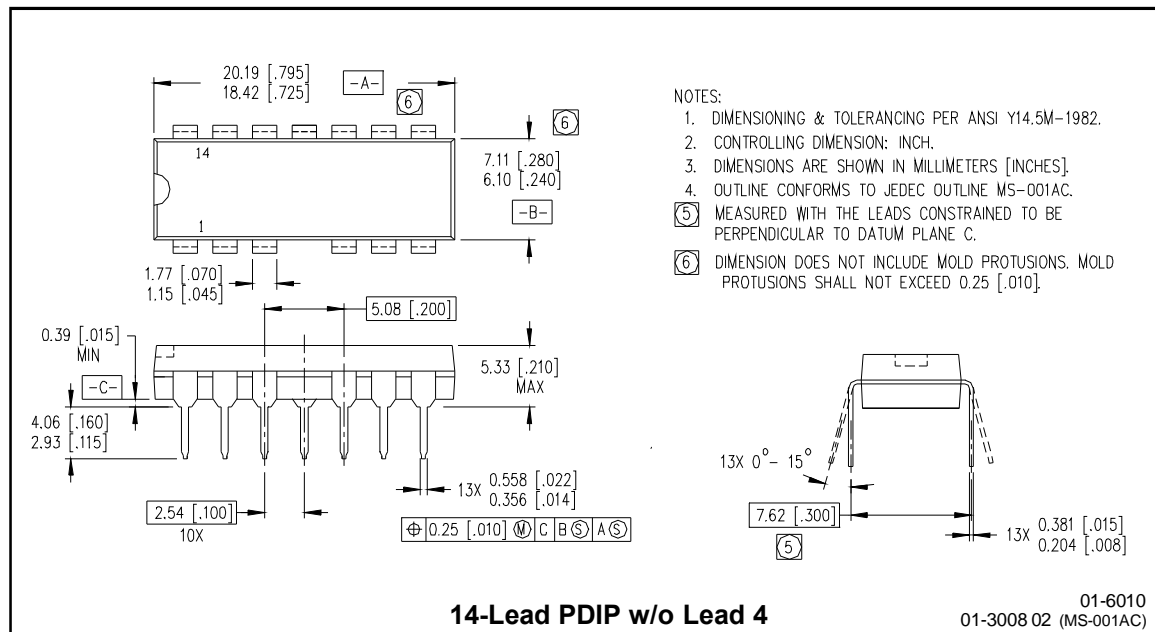 20.19 [.795]
18.42 [.725]
-A-
6
6
14
1
7.11 [.280]
6.10 [.240]
-B-
NOTES:
1. DIMENSIONING & TOLERANCING PER ANSI Y14.5M-1982.
2. CONTROLLING DIMENSION: INCH.
3. DIMENSIONS ARE SHOWN IN MILLIMETERS [INCHES].
4. OUTLINE CONFORMS TO JEDEC OUTLINE MS-001AC.
5 MEASURED WITH THE LEADS CONSTRAINED TO BE
PERPENDICULAR TO DATUM PLANE C.
6 DIMENSION DOES NOT INCLUDE MOLD PROTUSIONS. MOLD
PROTUSIONS SHALL NOT EXCEED 0.25 [.010].
1.77 [.070]
1.15 [.045]
5.08 [.200]
0.39 [.015]
MIN
-C-
5.33 [.210]
MAX
4.06 [.160]
2.93 [.115]
13X 0.558 [.022]
0.356 [.014]
2.54 [.100]
10X
⌖ 0.25 [.010] Ⓜ C BⓈ AⓈ
13X 0°- 15°
7.62 [.300]
5
13X 0.381 [.015]
0.204 [.008]
14-Lead PDIP w/o Lead 4
01-6010
01-3008 02 (MS-001AC)